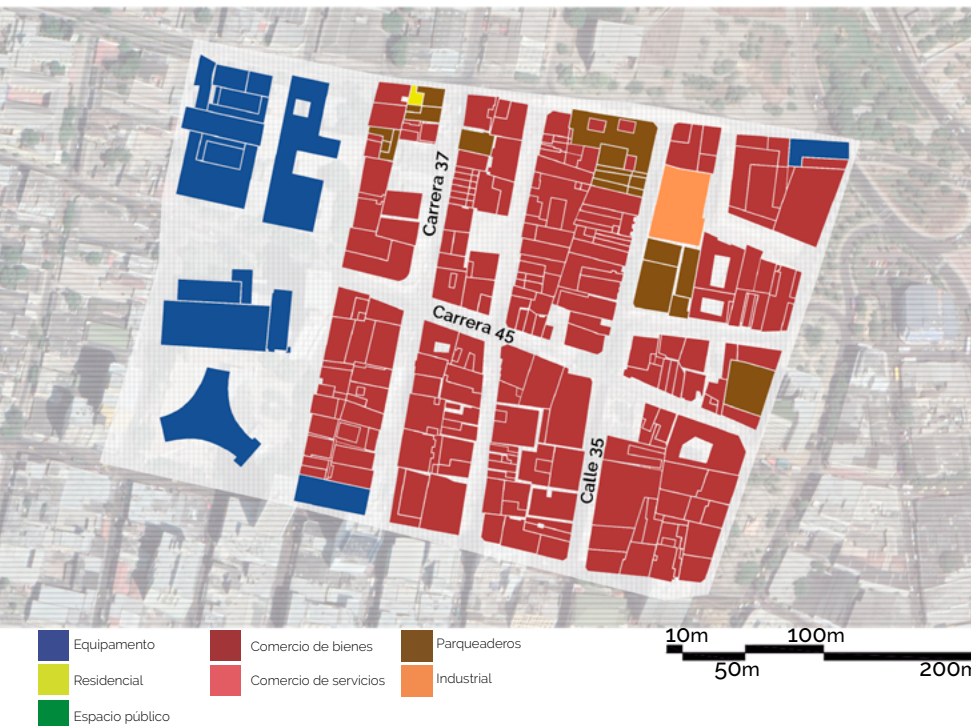 Carrera 37
Carrera 45
Calle 35
Equipamento
Residencial
Espacio público
Comercio de bienes
Comercio de servicios
Parqueaderos
Industrial
10m
100m
50m
200m